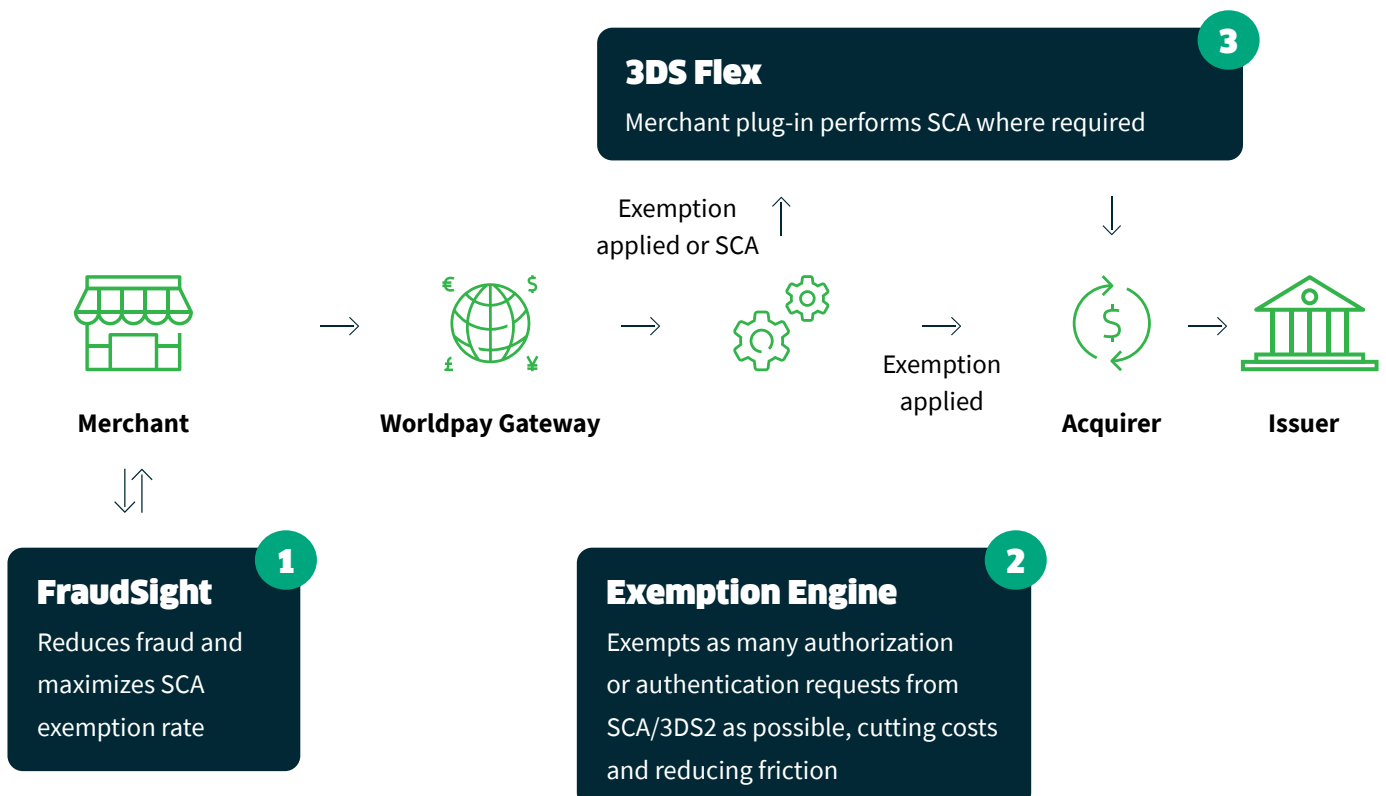 3
3DS Flex
Merchant plug-in performs SCA where required
Exemption
applied or SCA
€ $
£ ¥
$
Exemption
applied
Merchant
Worldpay Gateway
Acquirer
Issuer
1
FraudSight
Reduces fraud and
maximizes SCA
exemption rate
2
Exemption Engine
Exempts as many authorization
or authentication requests from
SCA/3DS2 as possible, cutting costs
and reducing friction